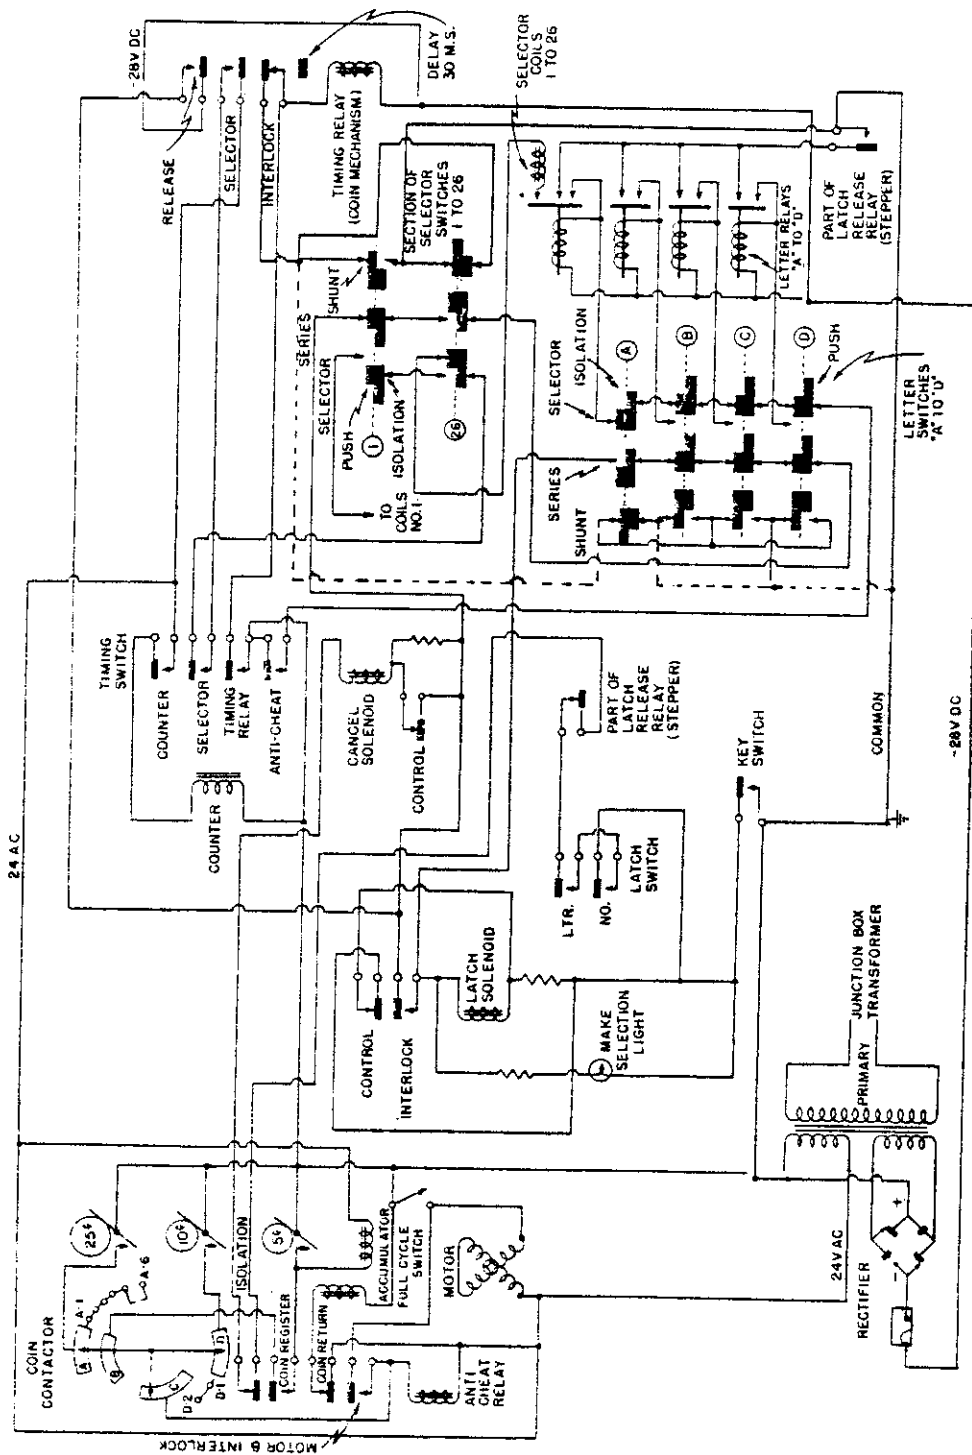 COIN
CONTACTOR
A
A-1
A-6
B
C
D
D-1
D-2
25¢
10¢
5¢
ISOLATION
COIN REGISTER
COIN RETURN
ACCUMULATOR
FULL CYCLE
SWITCH
MOTOR
MOTOR & INTERLOCK
ANTI
CHEAT
RELAY
24 AC
24V AC
RECTIFIER
-
+
PRIMARY
JUNCTION BOX
TRANSFORMER
CONTROL
INTERLOCK
LATCH
SOLENOID
MAKE
SELECTION
LIGHT
LTR.
NO.
LATCH
SWITCH
KEY
SWITCH
COUNTER
TIMING
SWITCH
COUNTER
SELECTOR
TIMING
RELAY
ANTI-CHEAT
CANCEL
SOLENOID
CONTROL
PART OF
LATCH
RELEASE
RELAY
(STEPPER)
COMMON
-28V DC
TO
COILS
NO. 1
SELECTOR
PUSH
ISOLATION
SERIES
SHUNT
1
26
SECTION OF
SELECTOR
SWITCHES
1 TO 26
SHUNT
SERIES
SELECTOR
ISOLATION
A
B
C
D
PUSH
LETTER
SWITCHES
"A" TO "D"
LETTER RELAYS
"A" TO "D"
PART OF
LATCH
RELEASE
RELAY
(STEPPER)
-28V DC
RELEASE
SELECTOR
INTERLOCK
TIMING RELAY
(COIN MECHANISM)
DELAY
30 M.S.
SELECTOR
COILS
1 TO 26